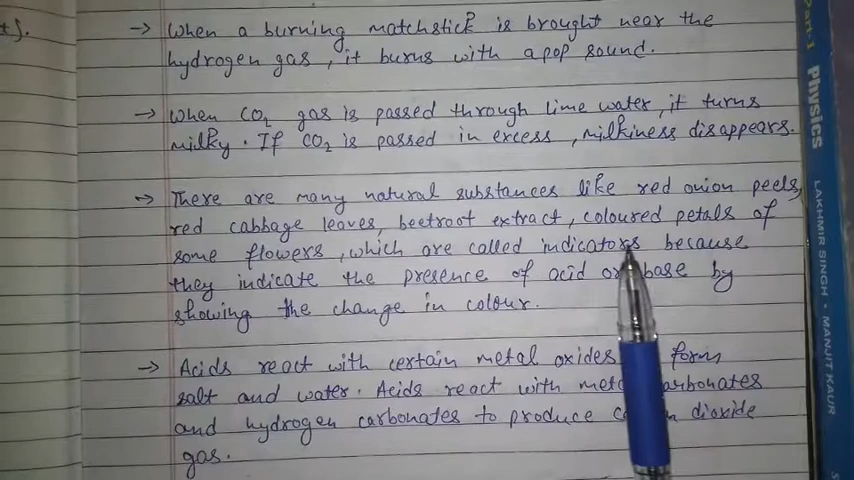 ts).
→ When a burning matchstick is brought near the
hydrogen gas, it burns with a pop sound.
→ When CO₂ gas is passed through lime water, it turns
milky. If CO₂ is passed in excess, milkiness disappears.
→ There are many natural substances like red onion peels,
red cabbage leaves, beetroot extract, coloured petals of
some flowers, which are called indicators because
they indicate the presence of acid or base by
showing the change in colour.
→ Acids react with certain metal oxides form
salt and water. Acids react with
and hydrogen carbonates to produce dioxide
gas.
Part-1
Physics
LAKHMIR SINGH • MANJIT KAUR